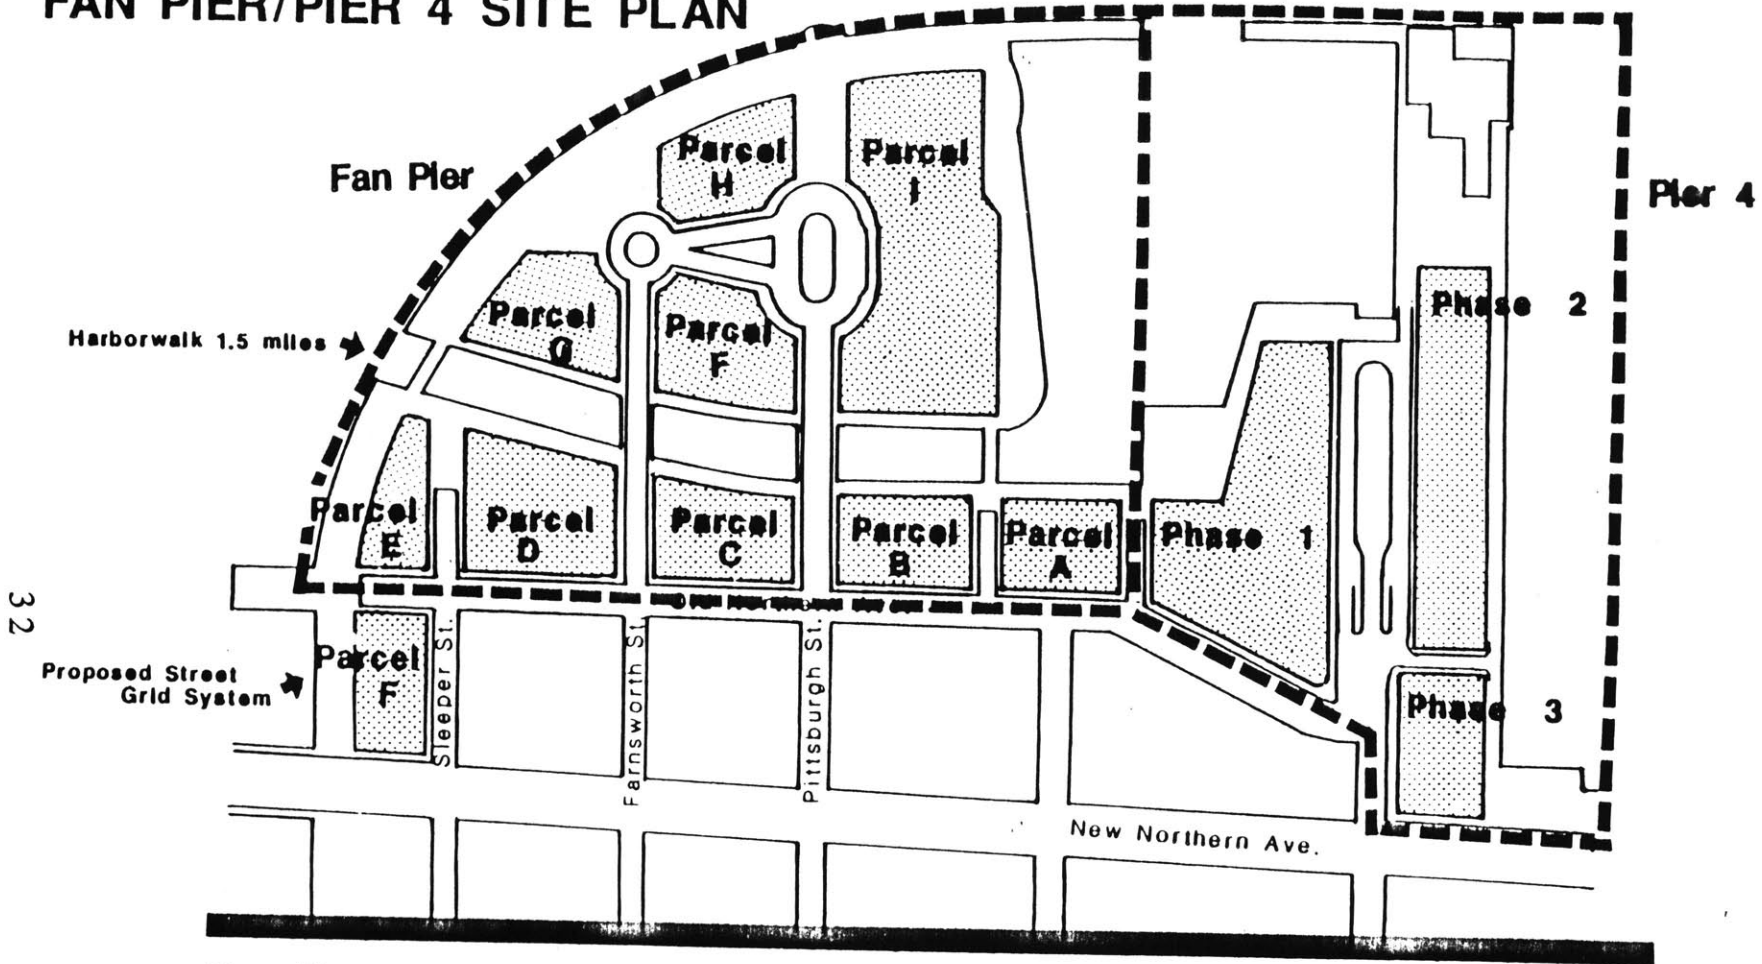 FAN PIER/PIER 4 SITE PLAN
Fan Pier
Parcel
H
Parcel
I
Pier 4
Harborwalk 1.5 miles
Parcel
G
Parcel
F
Phase 2
Parcel
E
Parcel
D
Parcel
C
Parcel
B
Parcel
A
Phase 1
32
Proposed Street
Grid System
Parcel
F
Sleeper St.
Farnsworth St.
Pittsburgh St.
Phase 3
New Northern Ave.